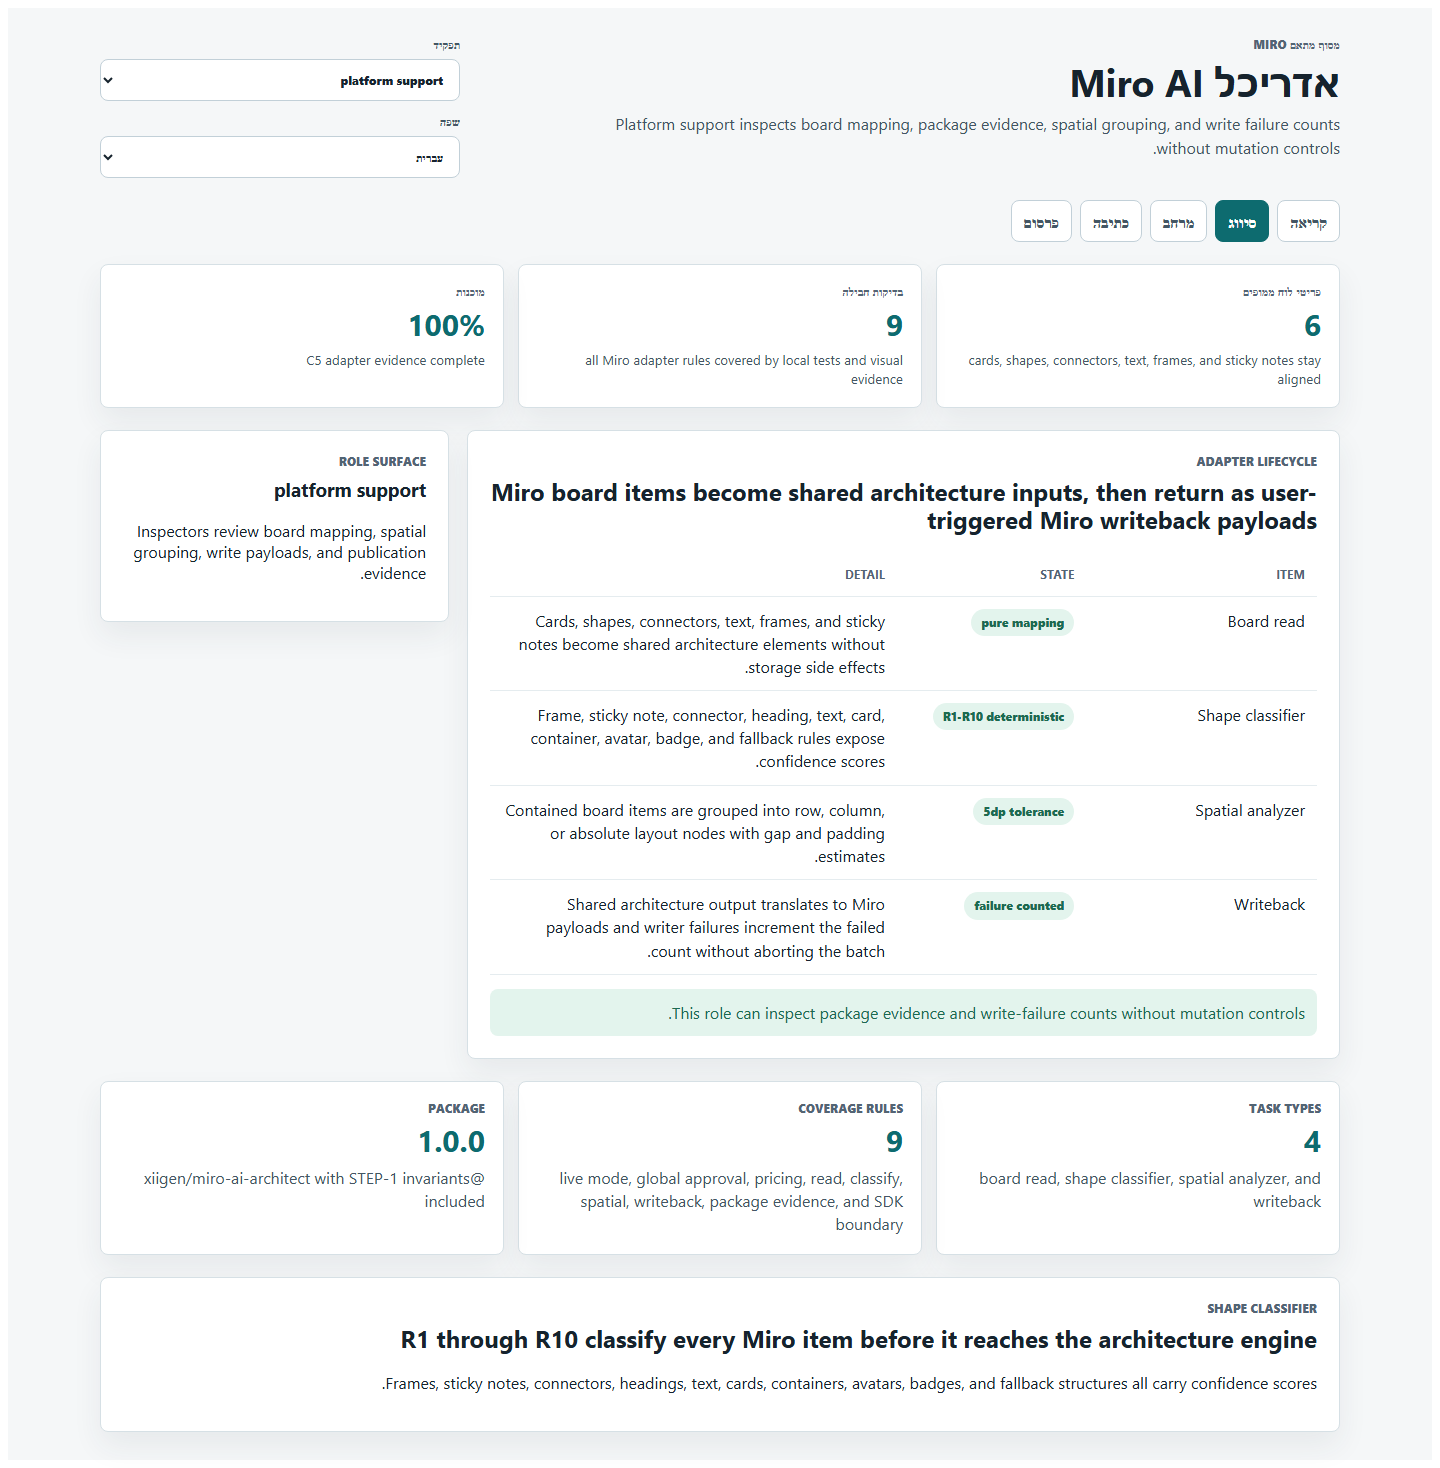 מסוף מתאם MIRO
אדריכל Miro AI
Platform support inspects board mapping, package evidence, spatial grouping, and write failure counts
without mutation controls.
תפקיד
platform support
שפה
עברית
קריאה
סיווג
מרחב
כתיבה
פרסום
פריטי לוח ממופים
6
cards, shapes, connectors, text, frames, and sticky notes stay
aligned
בדיקות חבילה
9
all Miro adapter rules covered by local tests and visual
evidence
מוכנות
100%
C5 adapter evidence complete
ADAPTER LIFECYCLE
Miro board items become shared architecture inputs, then return as user-
triggered Miro writeback payloads
ITEM
STATE
DETAIL
Board read
pure mapping
Cards, shapes, connectors, text, frames, and sticky
notes become shared architecture elements without
storage side effects.
Shape classifier
R1-R10 deterministic
Frame, sticky note, connector, heading, text, card,
container, avatar, badge, and fallback rules expose
confidence scores.
Spatial analyzer
5dp tolerance
Contained board items are grouped into row, column,
or absolute layout nodes with gap and padding
estimates.
Writeback
failure counted
Shared architecture output translates to Miro
payloads and writer failures increment the failed
count without aborting the batch.
This role can inspect package evidence and write-failure counts without mutation controls.
ROLE SURFACE
platform support
Inspectors review board mapping, spatial
grouping, write payloads, and publication
evidence.
TASK TYPES
4
board read, shape classifier, spatial analyzer, and
writeback
COVERAGE RULES
9
live mode, global approval, pricing, read, classify,
spatial, writeback, package evidence, and SDK
boundary
PACKAGE
1.0.0
@xiigen/miro-ai-architect with STEP-1 invariants
included
SHAPE CLASSIFIER
R1 through R10 classify every Miro item before it reaches the architecture engine
Frames, sticky notes, connectors, headings, text, cards, containers, avatars, badges, and fallback structures all carry confidence scores.